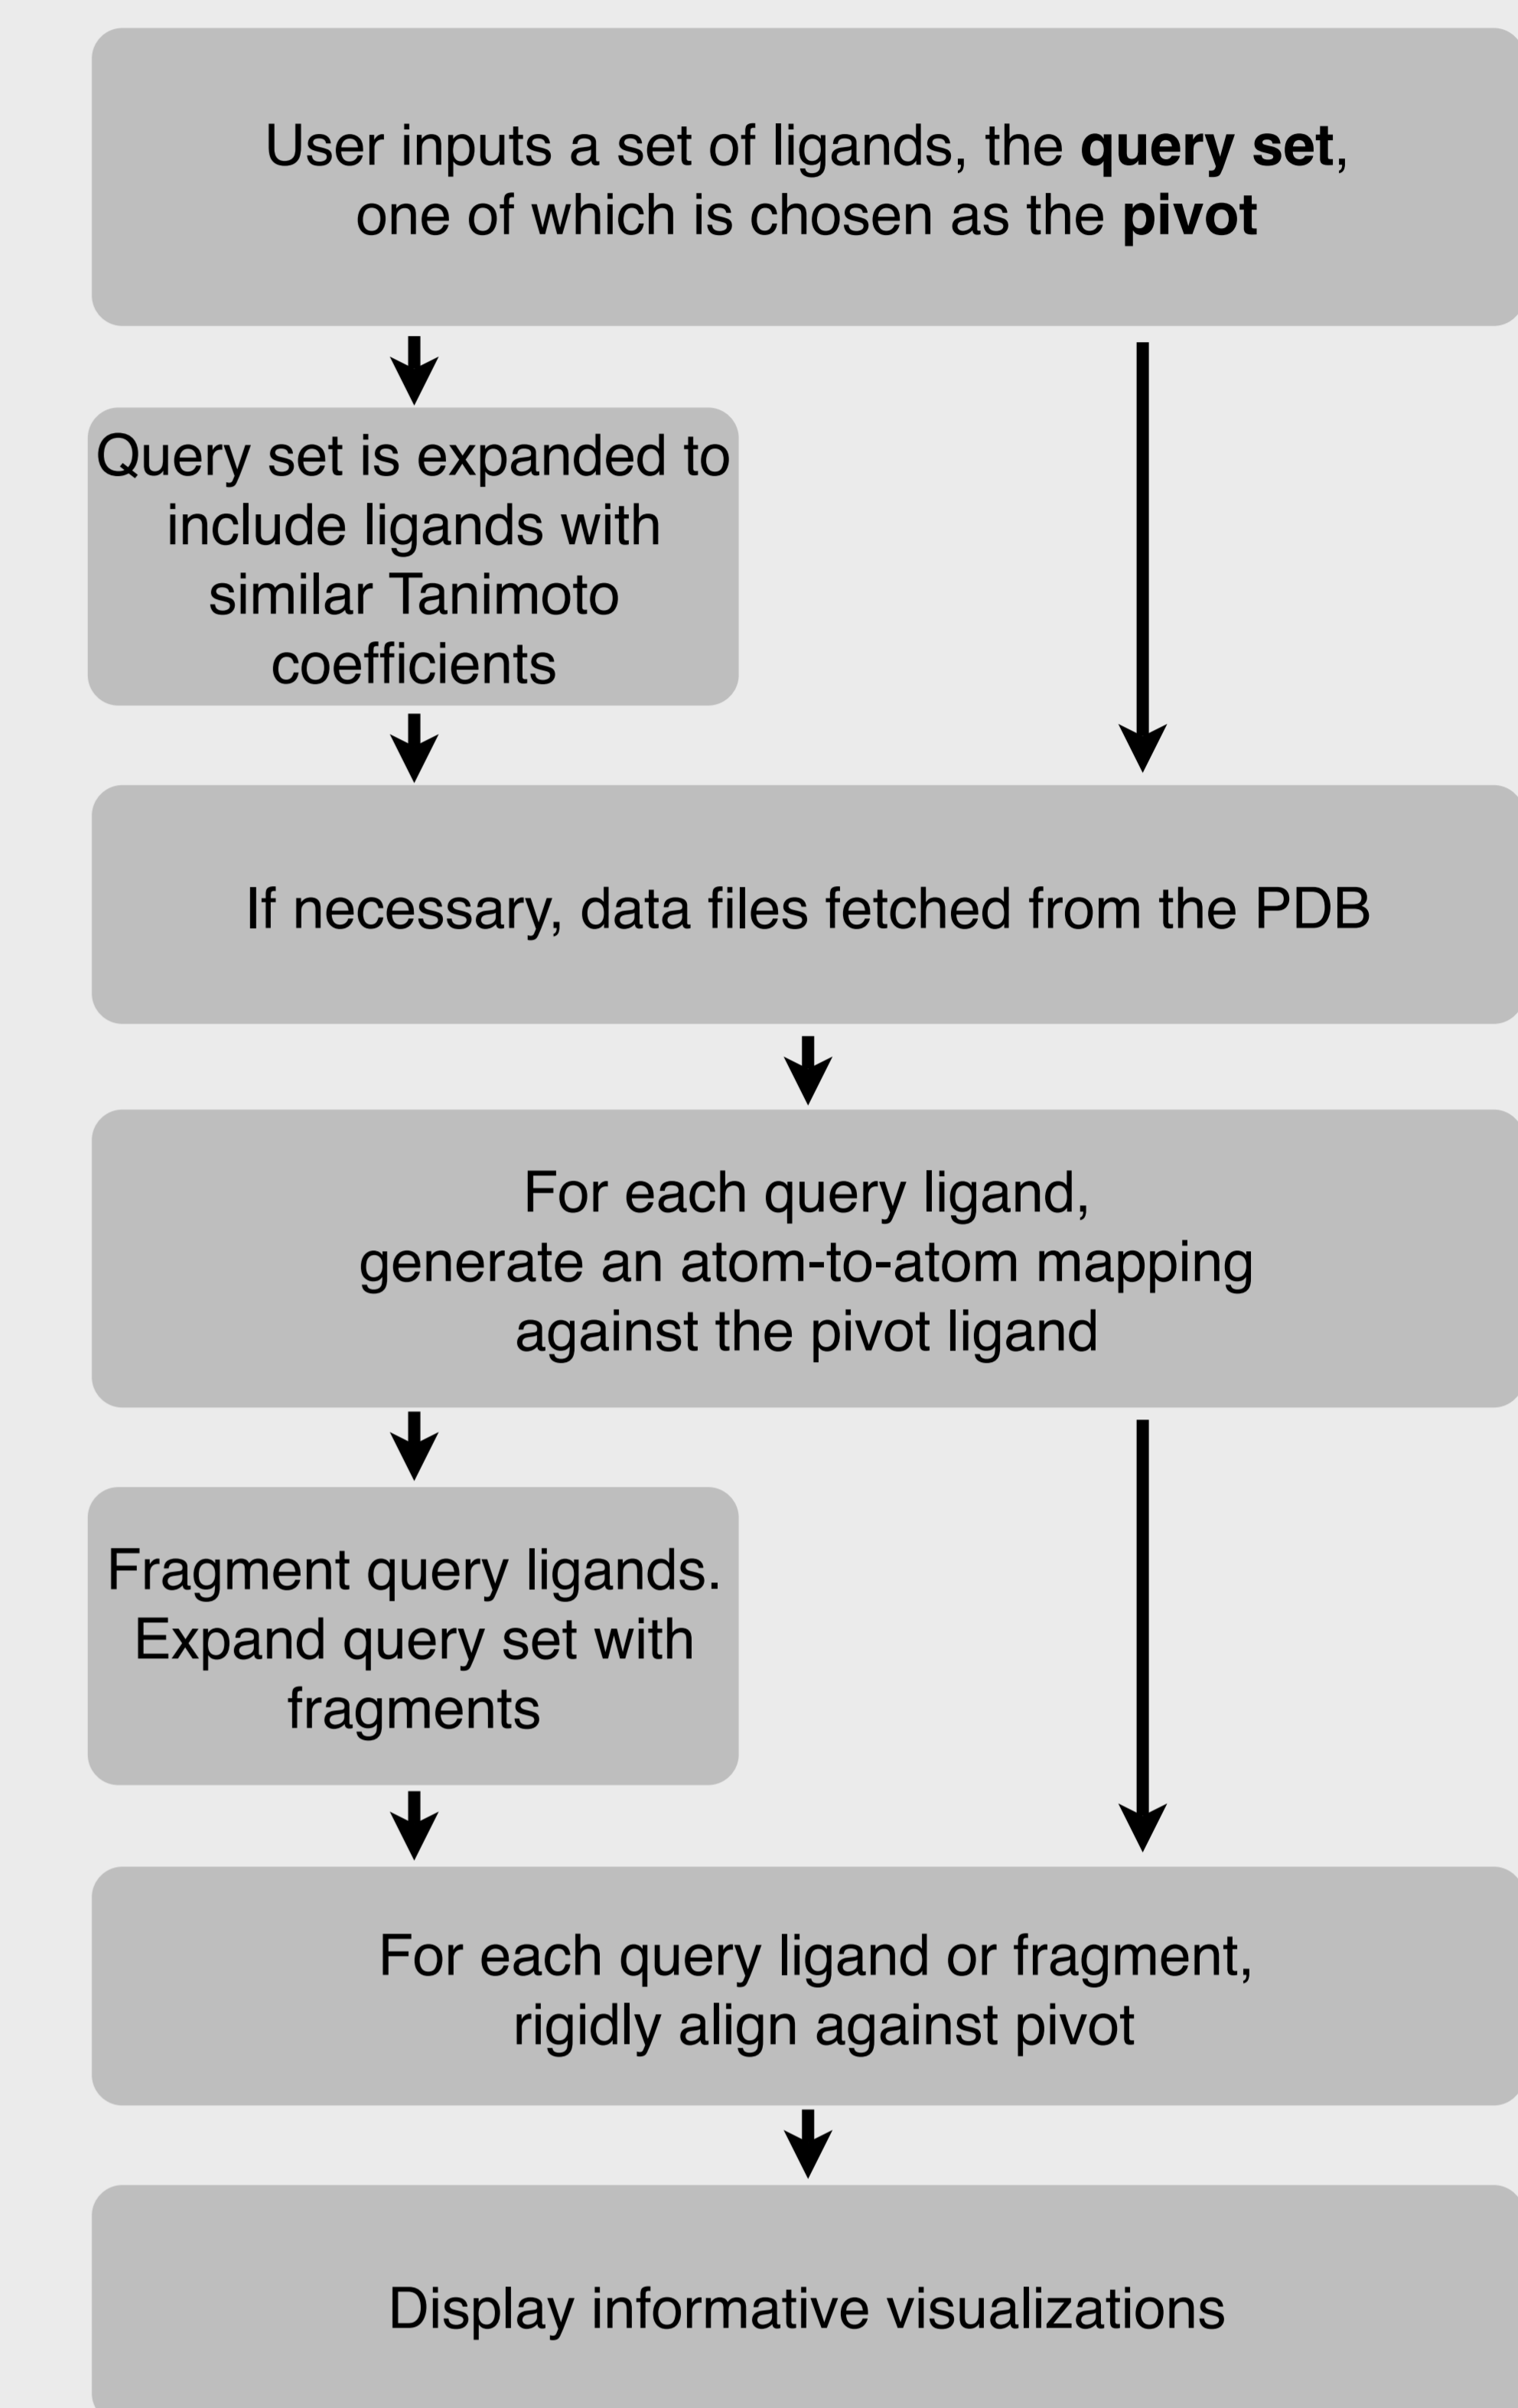 User inputs a set of ligands, the query set,
one of which is chosen as the pivot
Query set is expanded to
include ligands with
similar Tanimoto
coefficients
If necessary, data files fetched from the PDB
For each query ligand,
generate an atom-to-atom mapping
against the pivot ligand
Fragment query ligands.
Expand query set with
fragments
For each query ligand or fragment,
rigidly align against pivot
Display informative visualizations